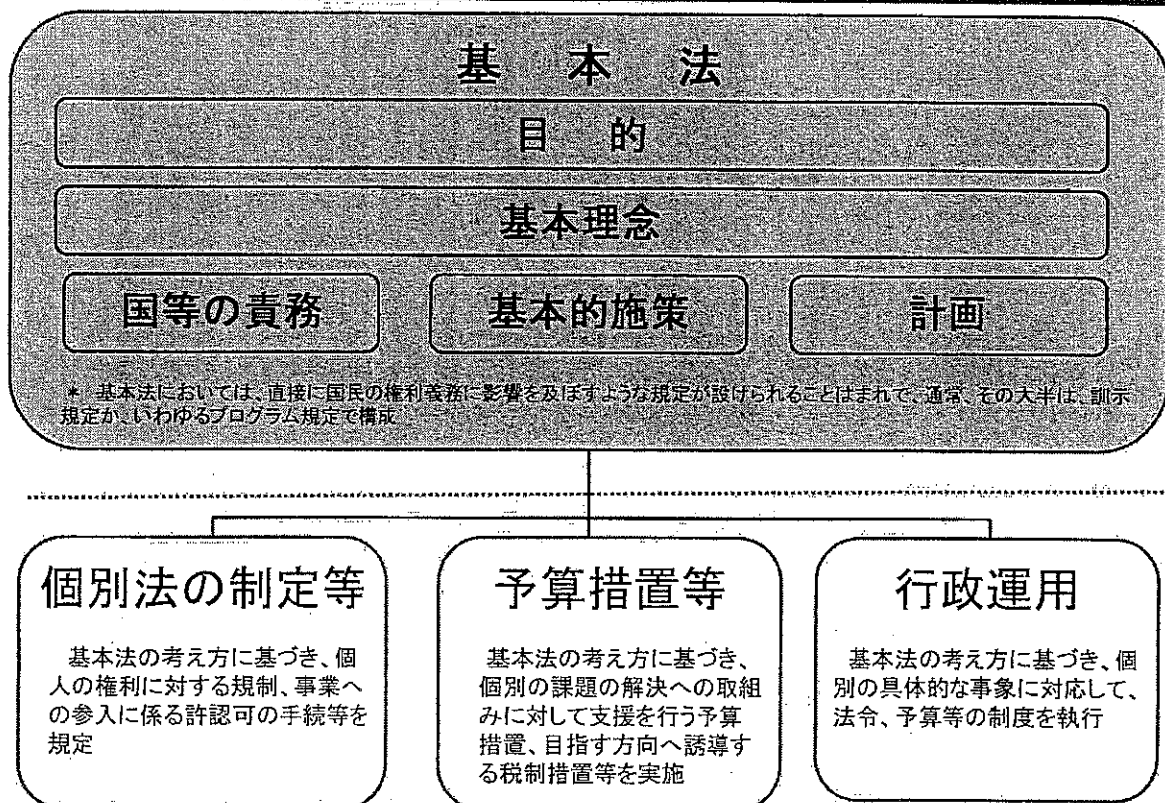 基 本 法
目 的
基本理念
国等の責務
基本的施策
計画
* 基本法においては、直接に国民の権利義務に影響を及ぼすような規定が設けられることはまれで、通常、その大半は、訓示
規定か、いわゆるプログラム規定で構成
個別法の制定等
基本法の考え方に基づき、個
人の権利に対する規制、事業へ
の参入に係る許認可の手続等を
規定
予算措置等
基本法の考え方に基づき、
個別の課題の解決への取組
みに対して支援を行う予算
措置、目指す方向へ誘導す
る税制措置等を実施
行政運用
基本法の考え方に基づき、個
別の具体的な事象に対応して、
法令、予算等の制度を執行